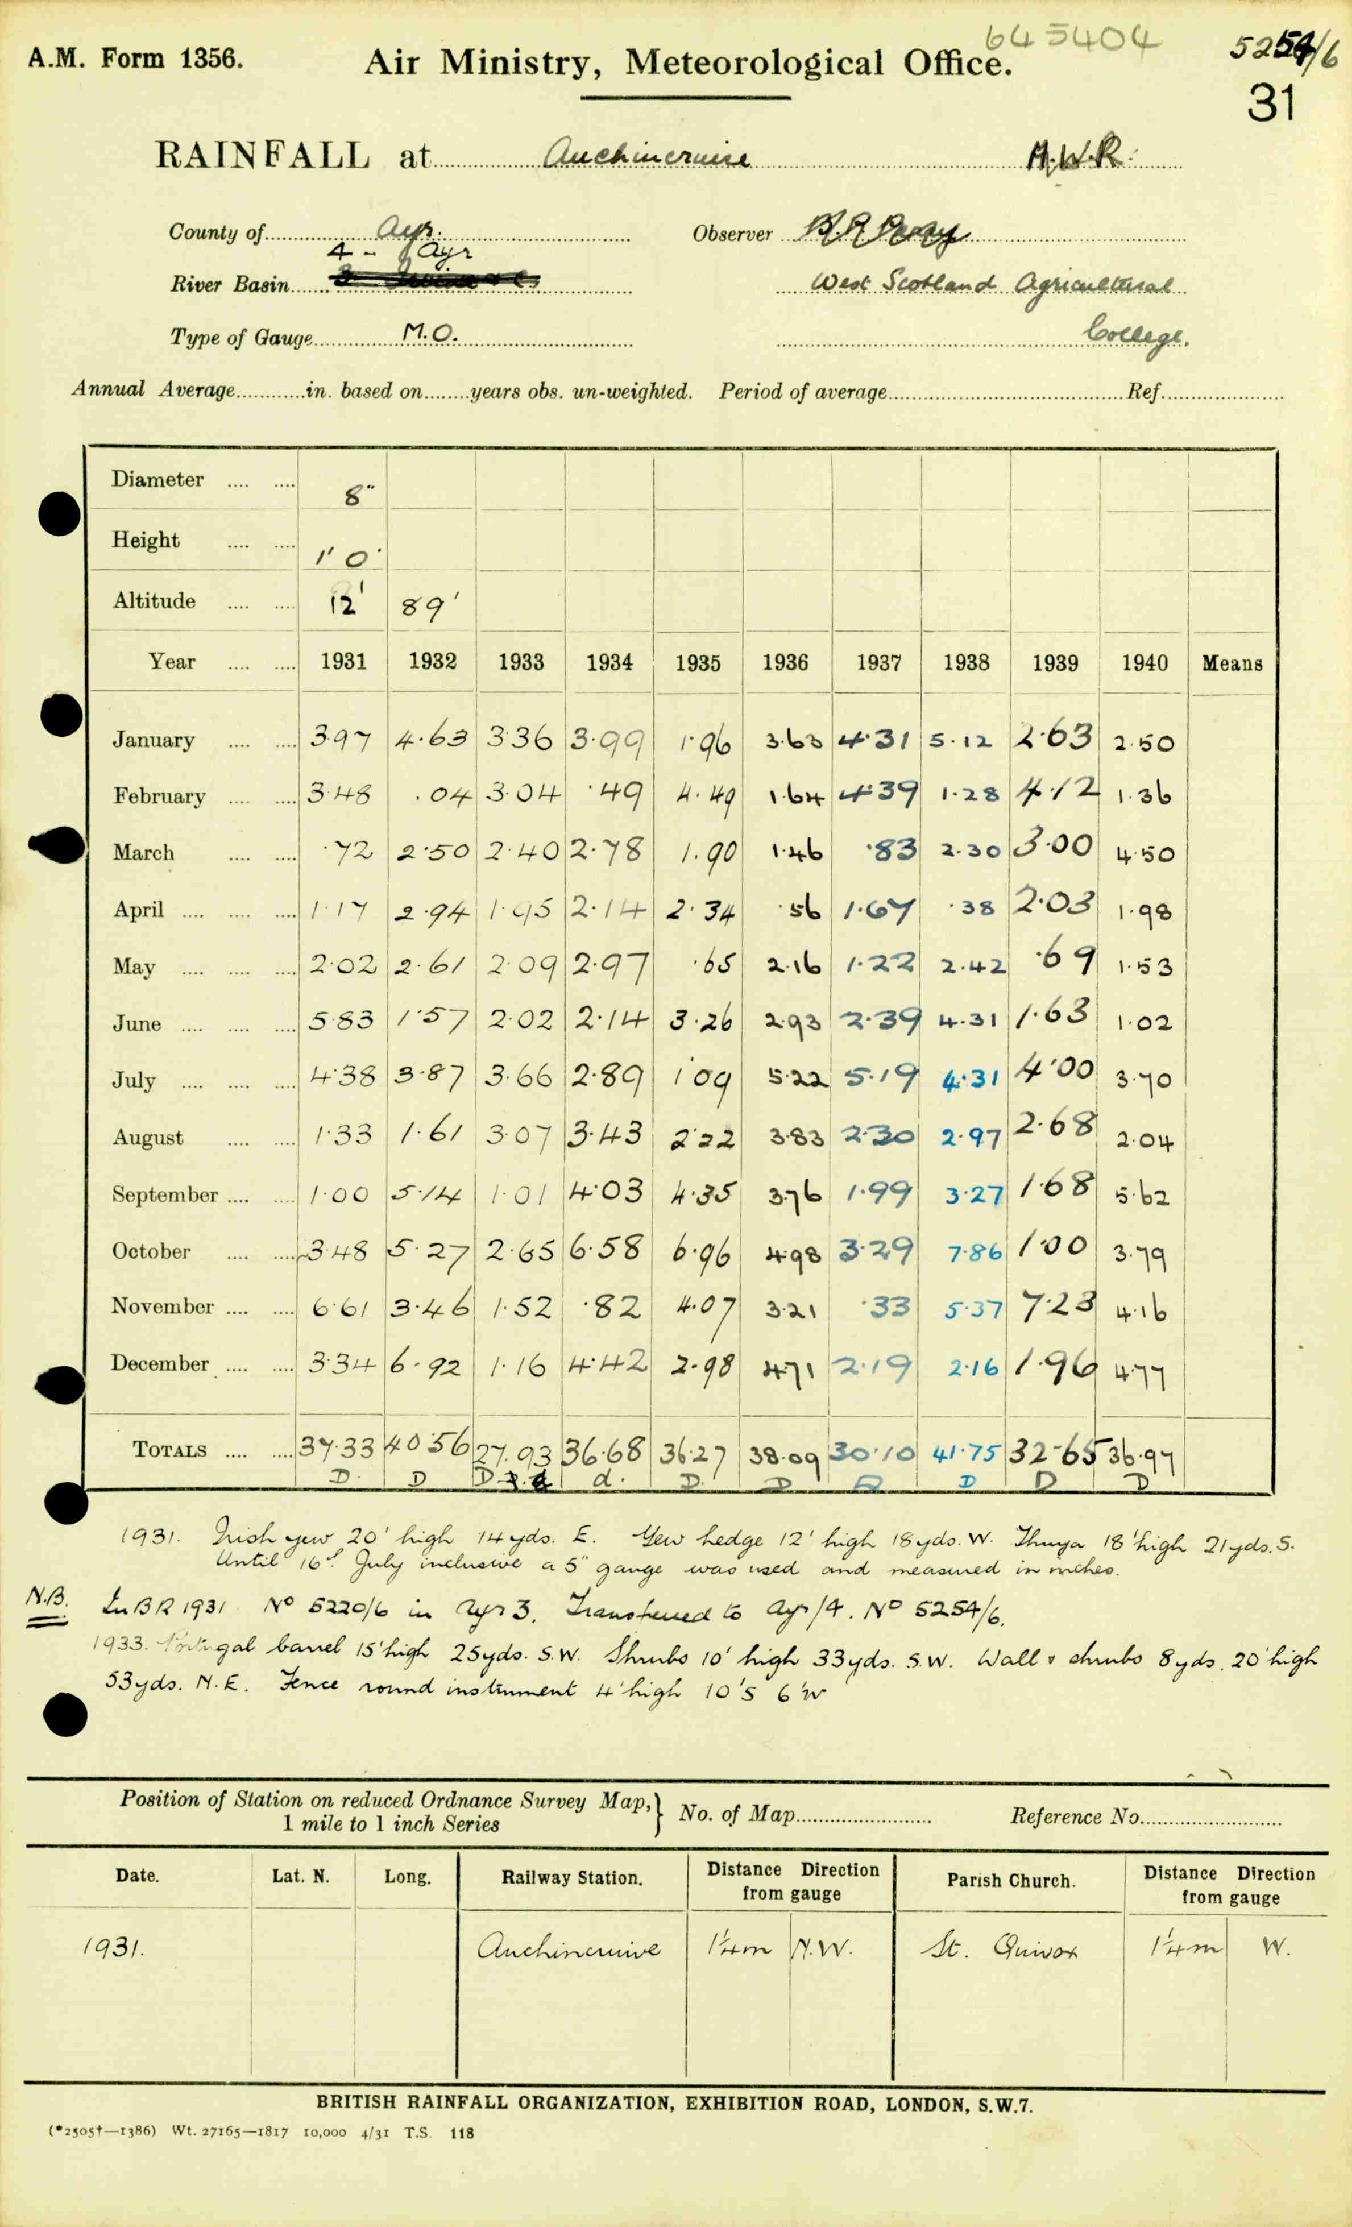 645404
A.M. Form 1356. Air Ministry, Meteorological Office. 5254/6
31
RAINFALL at Auchincruive M.W.R.
County of Ayr. Observer
4 - Ayr
River Basin West Scotland Agricultural
Type of Gauge M.O. College.
Annual Average in. based on years obs. un-weighted. Period of average Ref.
Diameter 8"
Height 1' 0"
Altitude 12' 89'
Year 1931 1932 1933 1934 1935 1936 1937 1938 1939 1940 Means
January 3.97 4.63 3.36 3.99 1.96 3.63 4.31 5.12 2.63 2.50
February 3.48 .04 3.04 .49 4.49 1.64 4.39 1.28 4.12 1.36
March .72 2.50 2.40 2.78 1.90 1.46 .83 2.30 3.00 4.50
April 1.17 2.94 1.95 2.14 2.34 .56 1.67 .38 2.03 1.98
May 2.02 2.61 2.09 2.97 .65 2.16 1.22 2.42 .69 1.53
June 5.83 1.57 2.02 2.14 3.26 2.93 2.39 4.31 1.63 1.02
July 4.38 3.87 3.66 2.89 1.09 5.22 5.19 4.31 4.00 3.70
August 1.33 1.61 3.07 3.43 2.22 3.83 2.30 2.97 2.68 2.04
September 1.00 5.14 1.01 4.03 4.35 3.76 1.99 3.27 1.68 5.62
October 3.48 5.27 2.65 6.58 6.96 4.98 3.29 7.86 1.00 3.79
November 6.61 3.46 1.52 .82 4.07 3.21 .33 5.37 7.23 4.16
December 3.34 6.92 1.16 4.42 2.98 4.71 2.19 2.16 1.96 4.77
TOTALS 37.33 40.56 27.93 36.68 36.27 38.09 30.10 41.75 32.65 36.97
D. D D d. D. D D D D D
1931. Irish yew 20' high 14 yds. E. Yew hedge 12' high 18 yds. W. Thuya 18' high 21 yds. S.
Until 16th July inclusive a 5" gauge was used and measured in inches.
N.B. In BR 1931 No 5220/6 in Ayr 3. Transferred to Ayr/4. No 5254/6.
1933. Portugal laurel 15' high 25 yds. S.W. Shrubs 10' high 33 yds. S.W. Wall & shrubs 8 yds. 20' high
53 yds. N.E. Fence round instrument 4' high 10'S 6'W
Position of Station on reduced Ordnance Survey Map,
1 mile to 1 inch Series } No. of Map Reference No.
Date. Lat. N. Long. Railway Station. Distance Direction from gauge Parish Church. Distance Direction from gauge
1931. Auchincruive 1¼m N.W. St. Quivox 1¼m W.
BRITISH RAINFALL ORGANIZATION, EXHIBITION ROAD, LONDON, S.W.7.
(*2505†—1386) Wt. 27165—1817 10,000 4/31 T.S. 118